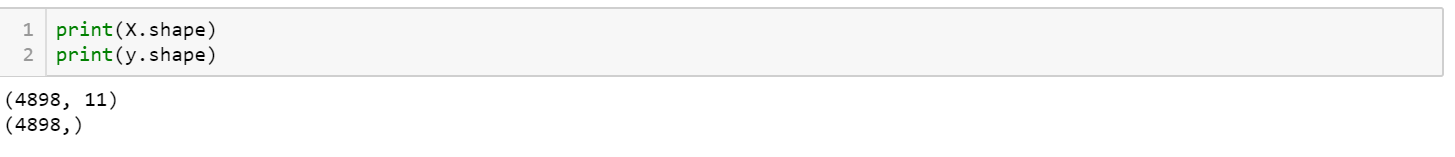 1 print(X.shape)
2 print(y.shape)
(4898, 11)
(4898,)